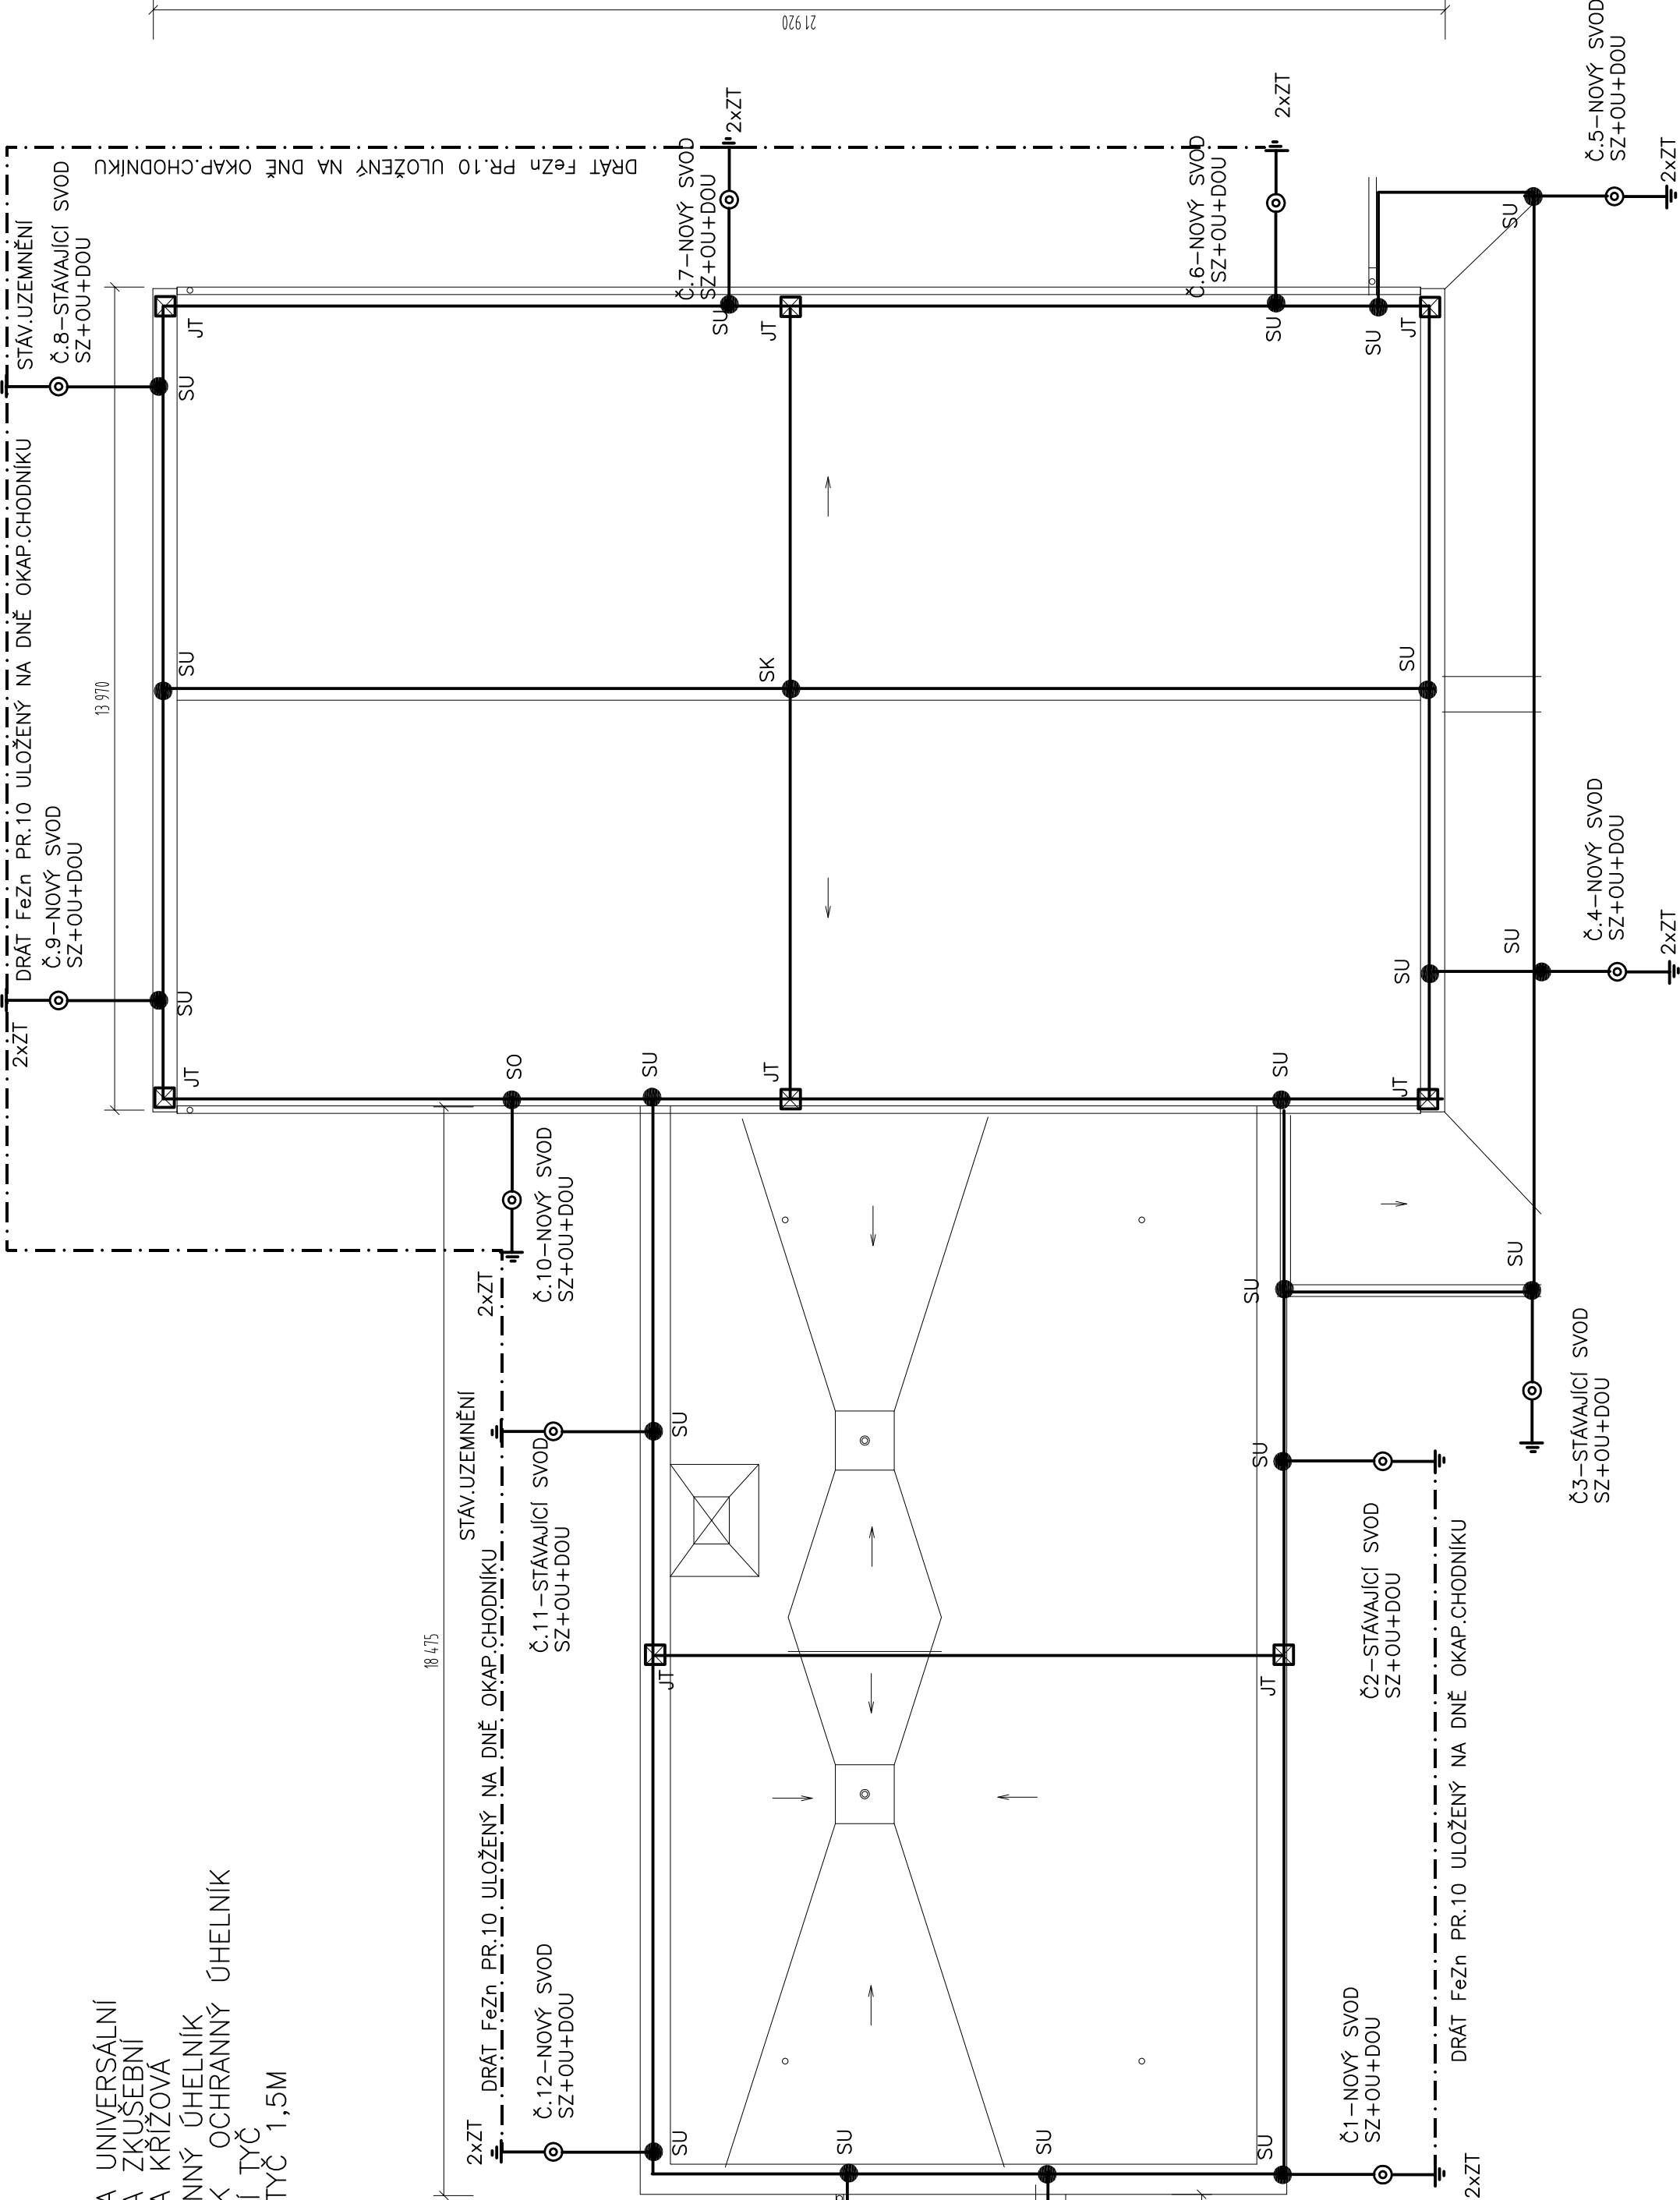 21 920
2xZT
2xZT
Č.5-NOVÝ SVOD
SZ+OU+DOU
2xZT
DRÁT FeZn PR.10 ULOŽENÝ NA DNĚ OKAP.CHODNÍKU
Č.7-NOVÝ SVOD
SZ+OU+DOU
Č.6-NOVÝ SVOD
SZ+OU+DOU
STÁV.UZEMNĚNÍ
Č.8-STÁVAJÍCÍ SVOD
SZ+OU+DOU
SU
JT
SU
JT
SU
SU
JT
SU
DRÁT FeZn PR.10 ULOŽENÝ NA DNĚ OKAP.CHODNÍKU
13 970
SU
SK
SU
Č.9-NOVÝ SVOD
SZ+OU+DOU
2xZT
SU
JT
SO
SU
JT
SU
JT
SU
SU
Č.4-NOVÝ SVOD
SZ+OU+DOU
2xZT
Č.10-NOVÝ SVOD
SZ+OU+DOU
2xZT
SU
SU
STÁV.UZEMNĚNÍ
Č.11-STÁVAJÍCÍ SVOD
SZ+OU+DOU
SU
SU
Č3-STÁVAJÍCÍ SVOD
SZ+OU+DOU
Č2-STÁVAJÍCÍ SVOD
SZ+OU+DOU
18 475
JT
JT
DRÁT FeZn PR.10 ULOŽENÝ NA DNĚ OKAP.CHODNÍKU
DRÁT FeZn PR.10 ULOŽENÝ NA DNĚ OKAP.CHODNÍKU
Č.12-NOVÝ SVOD
SZ+OU+DOU
2xZT
SU
SU
SU
SU
Č1-NOVÝ SVOD
SZ+OU+DOU
2xZT
A UNIVERSÁLNÍ
A ZKUŠEBNÍ
A KŘÍŽOVÁ
NNÝ ÚHELNÍK
K OCHRANNÝ ÚHELNÍK
Í TYČ
TYČ 1,5M